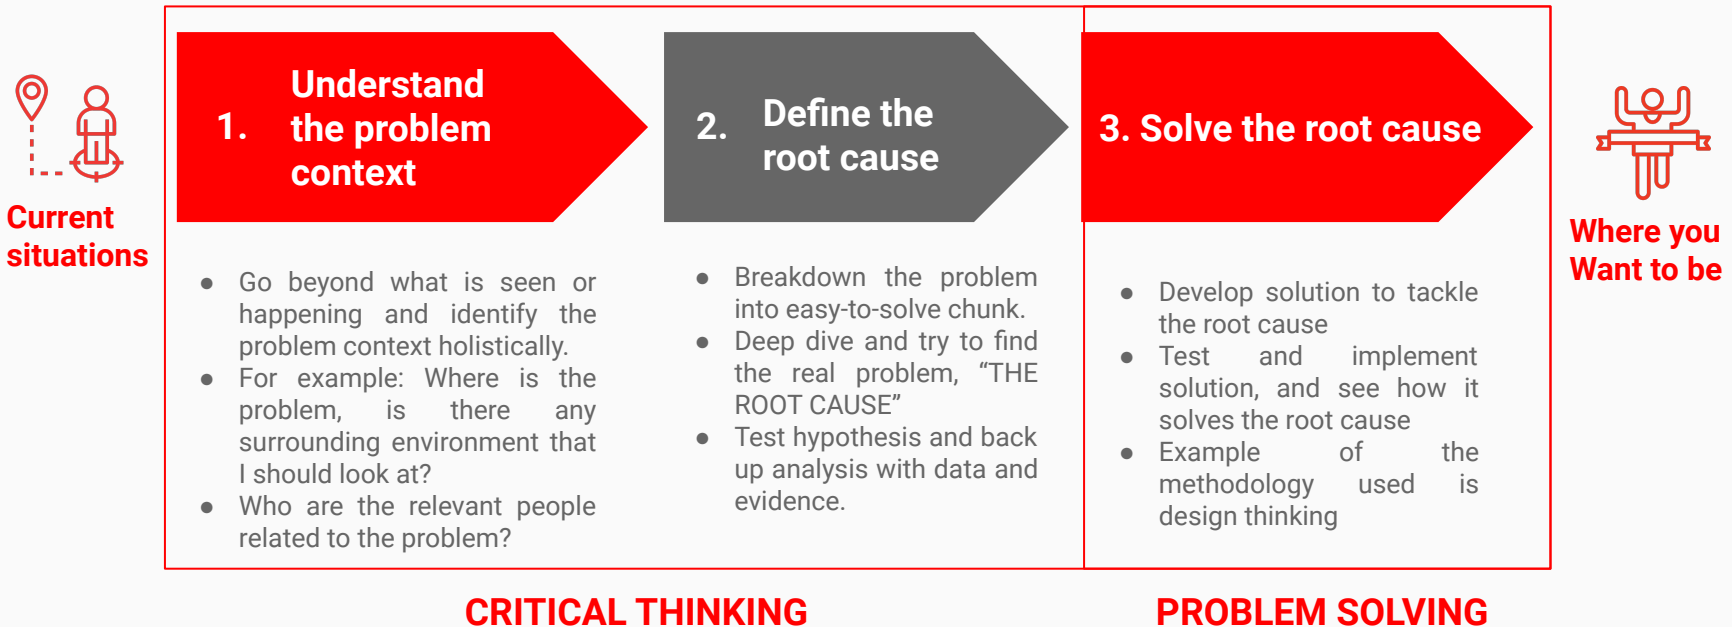 Current
situations
1.
Understand
the problem
context
● Go beyond what is seen or
happening and identify the
problem context holistically.
● For example: Where is the
problem, is there any
surrounding environment that
I should look at?
● Who are the relevant people
related to the problem?
2.
Define the
root cause
● Breakdown the problem
into easy-to-solve chunk.
● Deep dive and try to find
the real problem, “THE
ROOT CAUSE”
● Test hypothesis and back
up analysis with data and
evidence.
3. Solve the root cause
● Develop solution to tackle
the root cause
● Test and implement
solution, and see how it
solves the root cause
● Example of the
methodology used is
design thinking
Where you
Want to be
CRITICAL THINKING
PROBLEM SOLVING